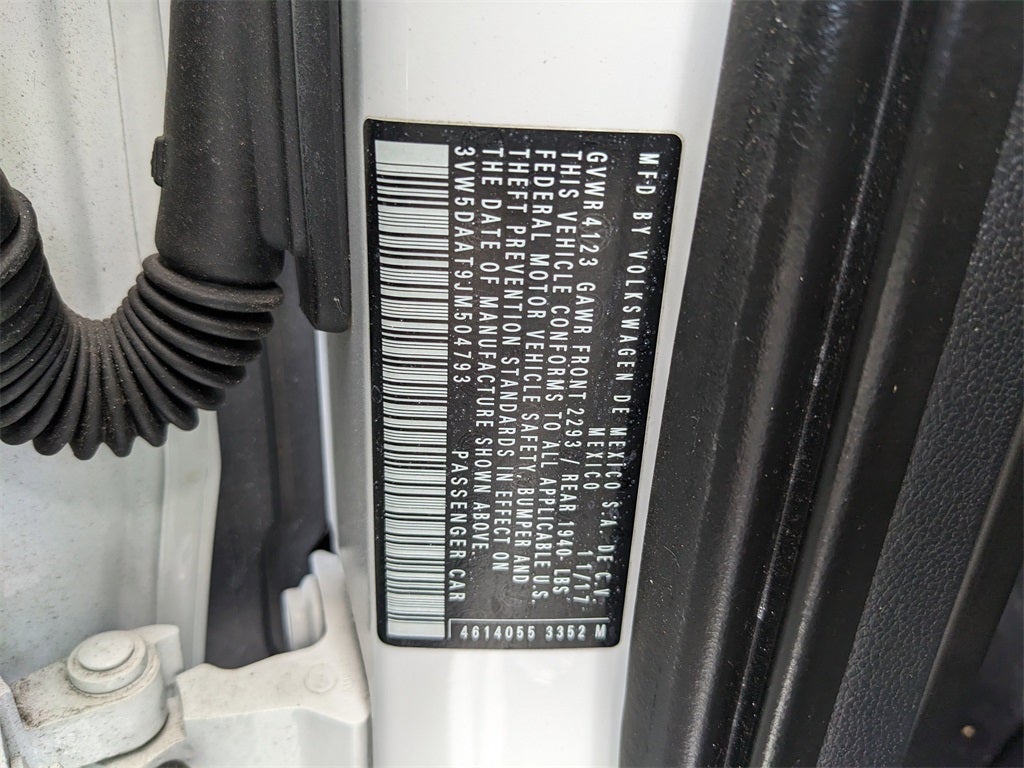 MFD BY VOLKSWAGEN DE MEXICO S.A. DE C.V.
MEXICO 11/17
GVWR 4123 GAWR FRONT 2293 / REAR 1940 LBS
THIS VEHICLE CONFORMS TO ALL APPLICABLE U.S.
FEDERAL MOTOR VEHICLE SAFETY, BUMPER AND
THEFT PREVENTION STANDARDS IN EFFECT ON
THE DATE OF MANUFACTURE SHOWN ABOVE.
3VW5DAAT9JM504793 PASSENGER CAR
4614055 3352 M